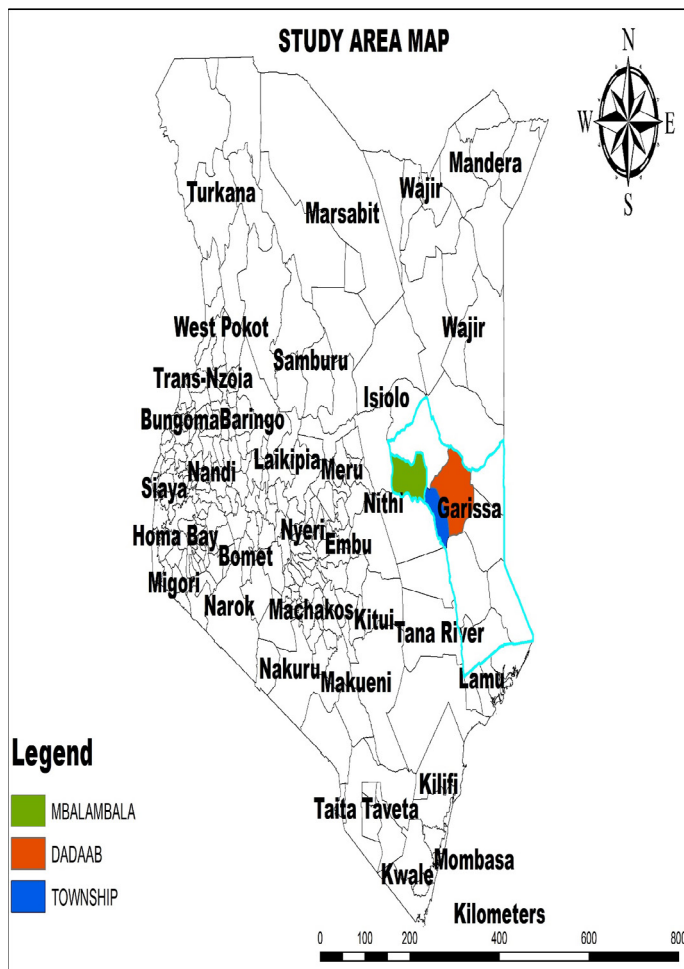 STUDY AREA MAP
N
W E
S
Mandera
Wajir
Turkana
Marsabit
West Pokot
Wajir
Samburu
Trans-Nzoia
Isiolo
Bungoma Baringo
Laikipia
Nandi
Meru
Siaya
Nithi
Garissa
Nyeri
Homa Bay
Embu
Bomet
Migori
Narok
Machakos
Kitui
Tana River
Nakuru
Makueni
Lamu
Legend
Kilifi
MBALAMBALA
Taita Taveta
DADAAB
Mombasa
Kwale
TOWNSHIP
Kilometers
0 100 200 400 600 800